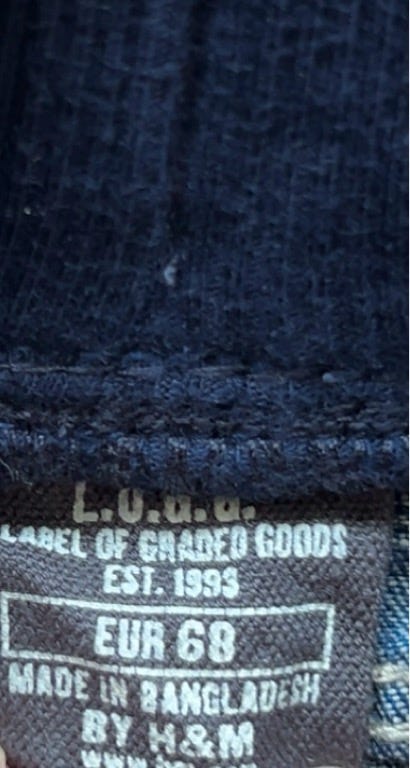 L.O.G.G.
LABEL OF GRADED GOODS
EST. 1993
EUR 68
MADE IN BANGLADESH
BY H&M